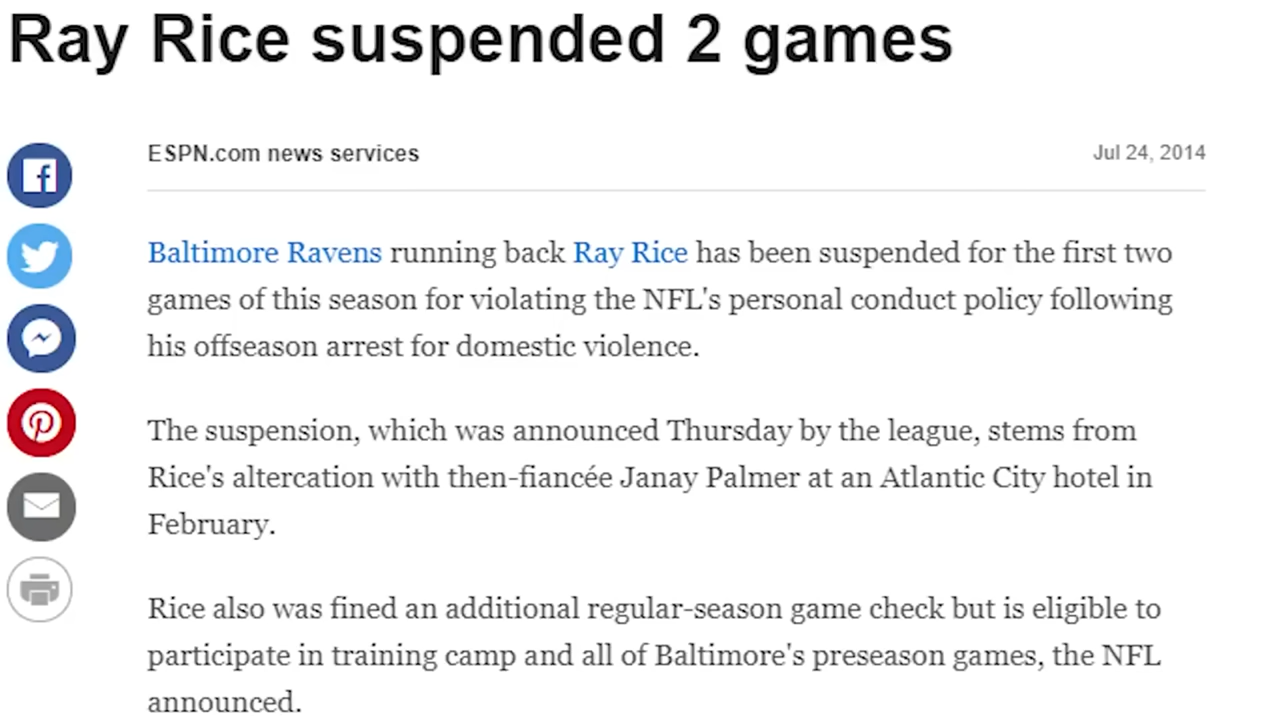 Ray Rice suspended 2 games
ESPN.com news services
Jul 24, 2014
Baltimore Ravens running back Ray Rice has been suspended for the first two
games of this season for violating the NFL's personal conduct policy following
his offseason arrest for domestic violence.
The suspension, which was announced Thursday by the league, stems from
Rice's altercation with then-fiancée Janay Palmer at an Atlantic City hotel in
February.
Rice also was fined an additional regular-season game check but is eligible to
participate in training camp and all of Baltimore's preseason games, the NFL
announced.